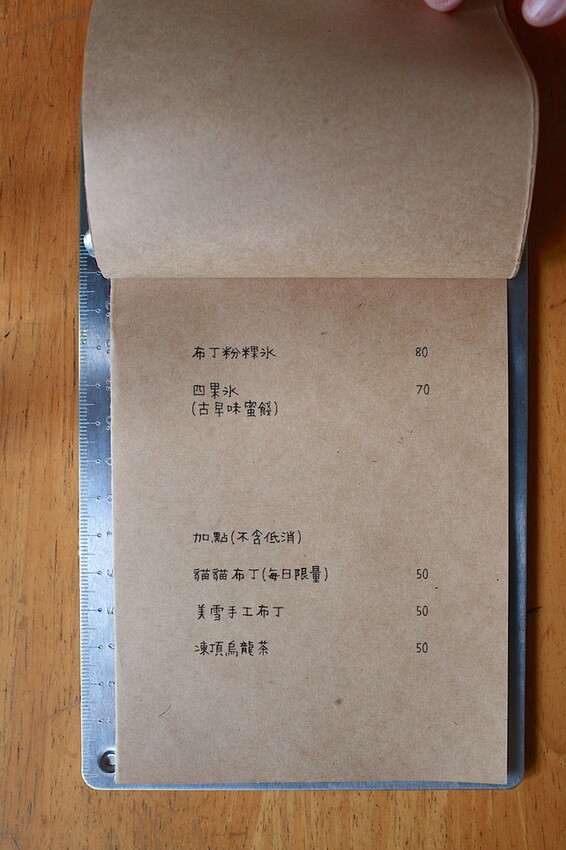 布丁粉粿冰 80
四果冰 70
(古早味蜜餞)
加點(不含低消)
貓貓布丁(每日限量) 50
美雪手工布丁 50
凍頂烏龍茶 50